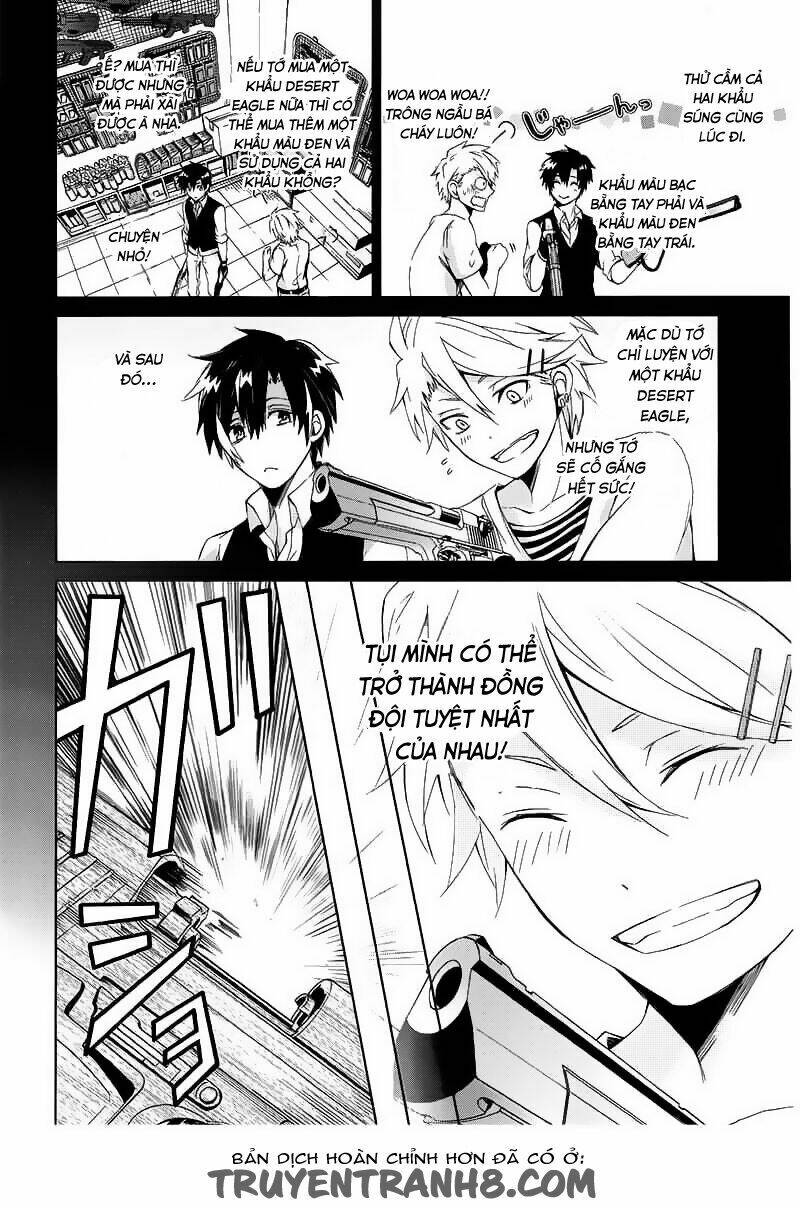 Ế? MUA THÌ
ĐƯỢC NHƯNG
MÀ PHẢI XÀI
ĐƯỢC À NHA.
NẾU TỚ MUA MỘT
KHẨU DESERT
EAGLE NỮA THÌ CÓ
THỂ MUA THÊM MỘT
KHẨU MÀU ĐEN VÀ
SỬ DỤNG CẢ HAI
KHẨU KHỔNG?
CHUYỆN
NHỎ!
WOA WOA WOA!!
TRÔNG NGẦU BÁ
CHÁY LUÔN!
じゃーんっ
THỬ CẦM CẢ
HAI KHẨU
SÚNG CÙNG
LÚC ĐI.
KHẨU MÀU BẠC
BẰNG TAY PHẢI VÀ
KHẨU MÀU ĐEN
BẰNG TAY TRÁI.
VÀ SAU
ĐÓ...
MẶC DÙ TỚ
CHỈ LUYỆN VỚI
MỘT KHẨU
DESERT
EAGLE,
NHƯNG TỚ
SẼ CỐ GẮNG
HẾT SỨC!
TỤI MÌNH CÓ THỂ
TRỞ THÀNH ĐỒNG
ĐỘI TUYỆT NHẤT
CỦA NHAU!
ガショ
BẢN DỊCH HOÀN CHỈNH HƠN ĐÃ CÓ Ở:
TRUYENTRANH8.COM